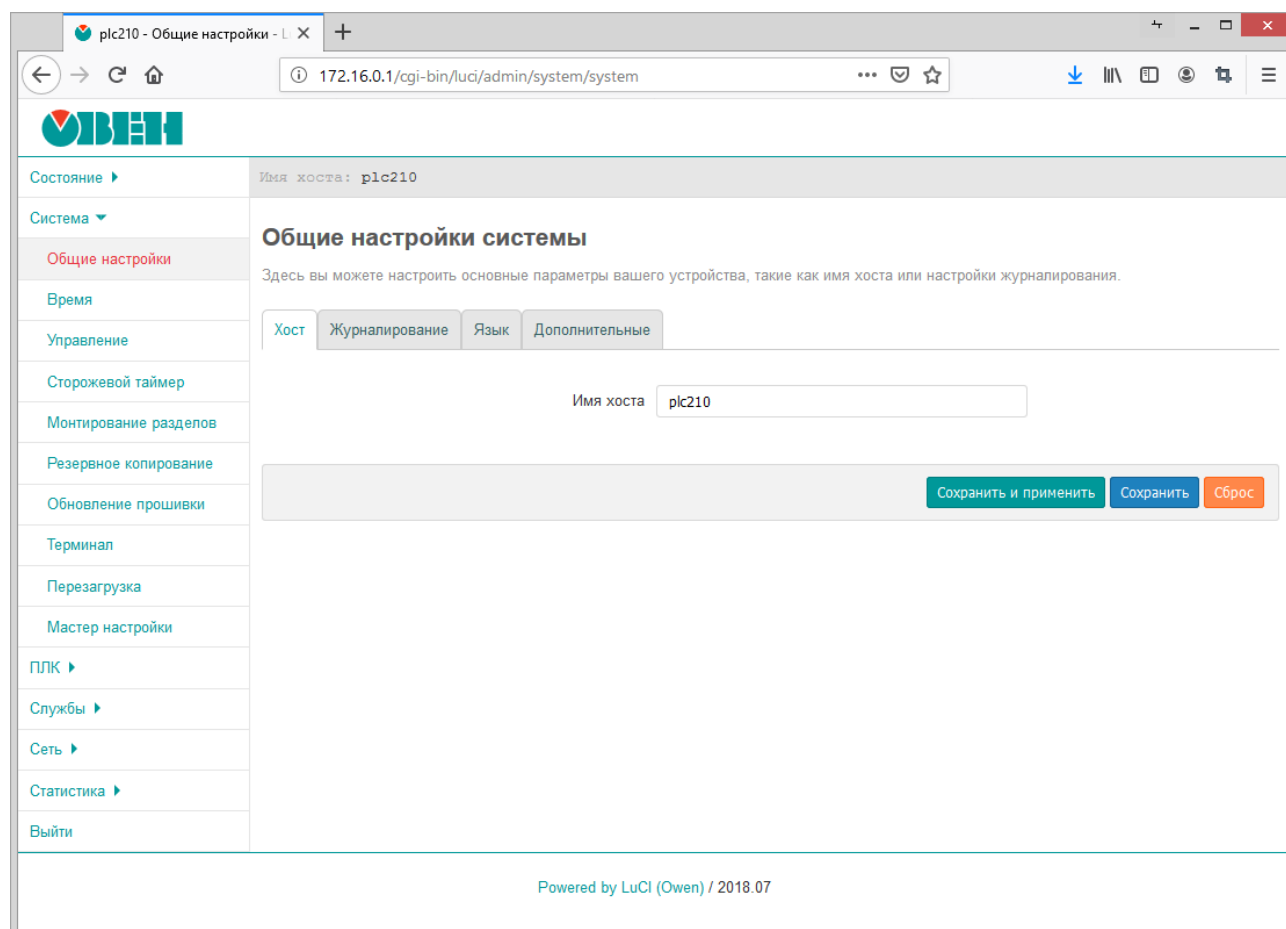 plc210 - Общие настройки - L
172.16.0.1/cgi-bin/luci/admin/system/system
ОВЕН
Состояние
Имя хоста: plc210
Система
Общие настройки
Время
Управление
Сторожевой таймер
Монтирование разделов
Резервное копирование
Обновление прошивки
Терминал
Перезагрузка
Мастер настройки
ПЛК
Службы
Сеть
Статистика
Выйти
Общие настройки системы
Здесь вы можете настроить основные параметры вашего устройства, такие как имя хоста или настройки журналирования.
Хост Журналирование Язык Дополнительные
Имя хоста plc210
Сохранить и применить Сохранить Сброс
Powered by LuCI (Owen) / 2018.07